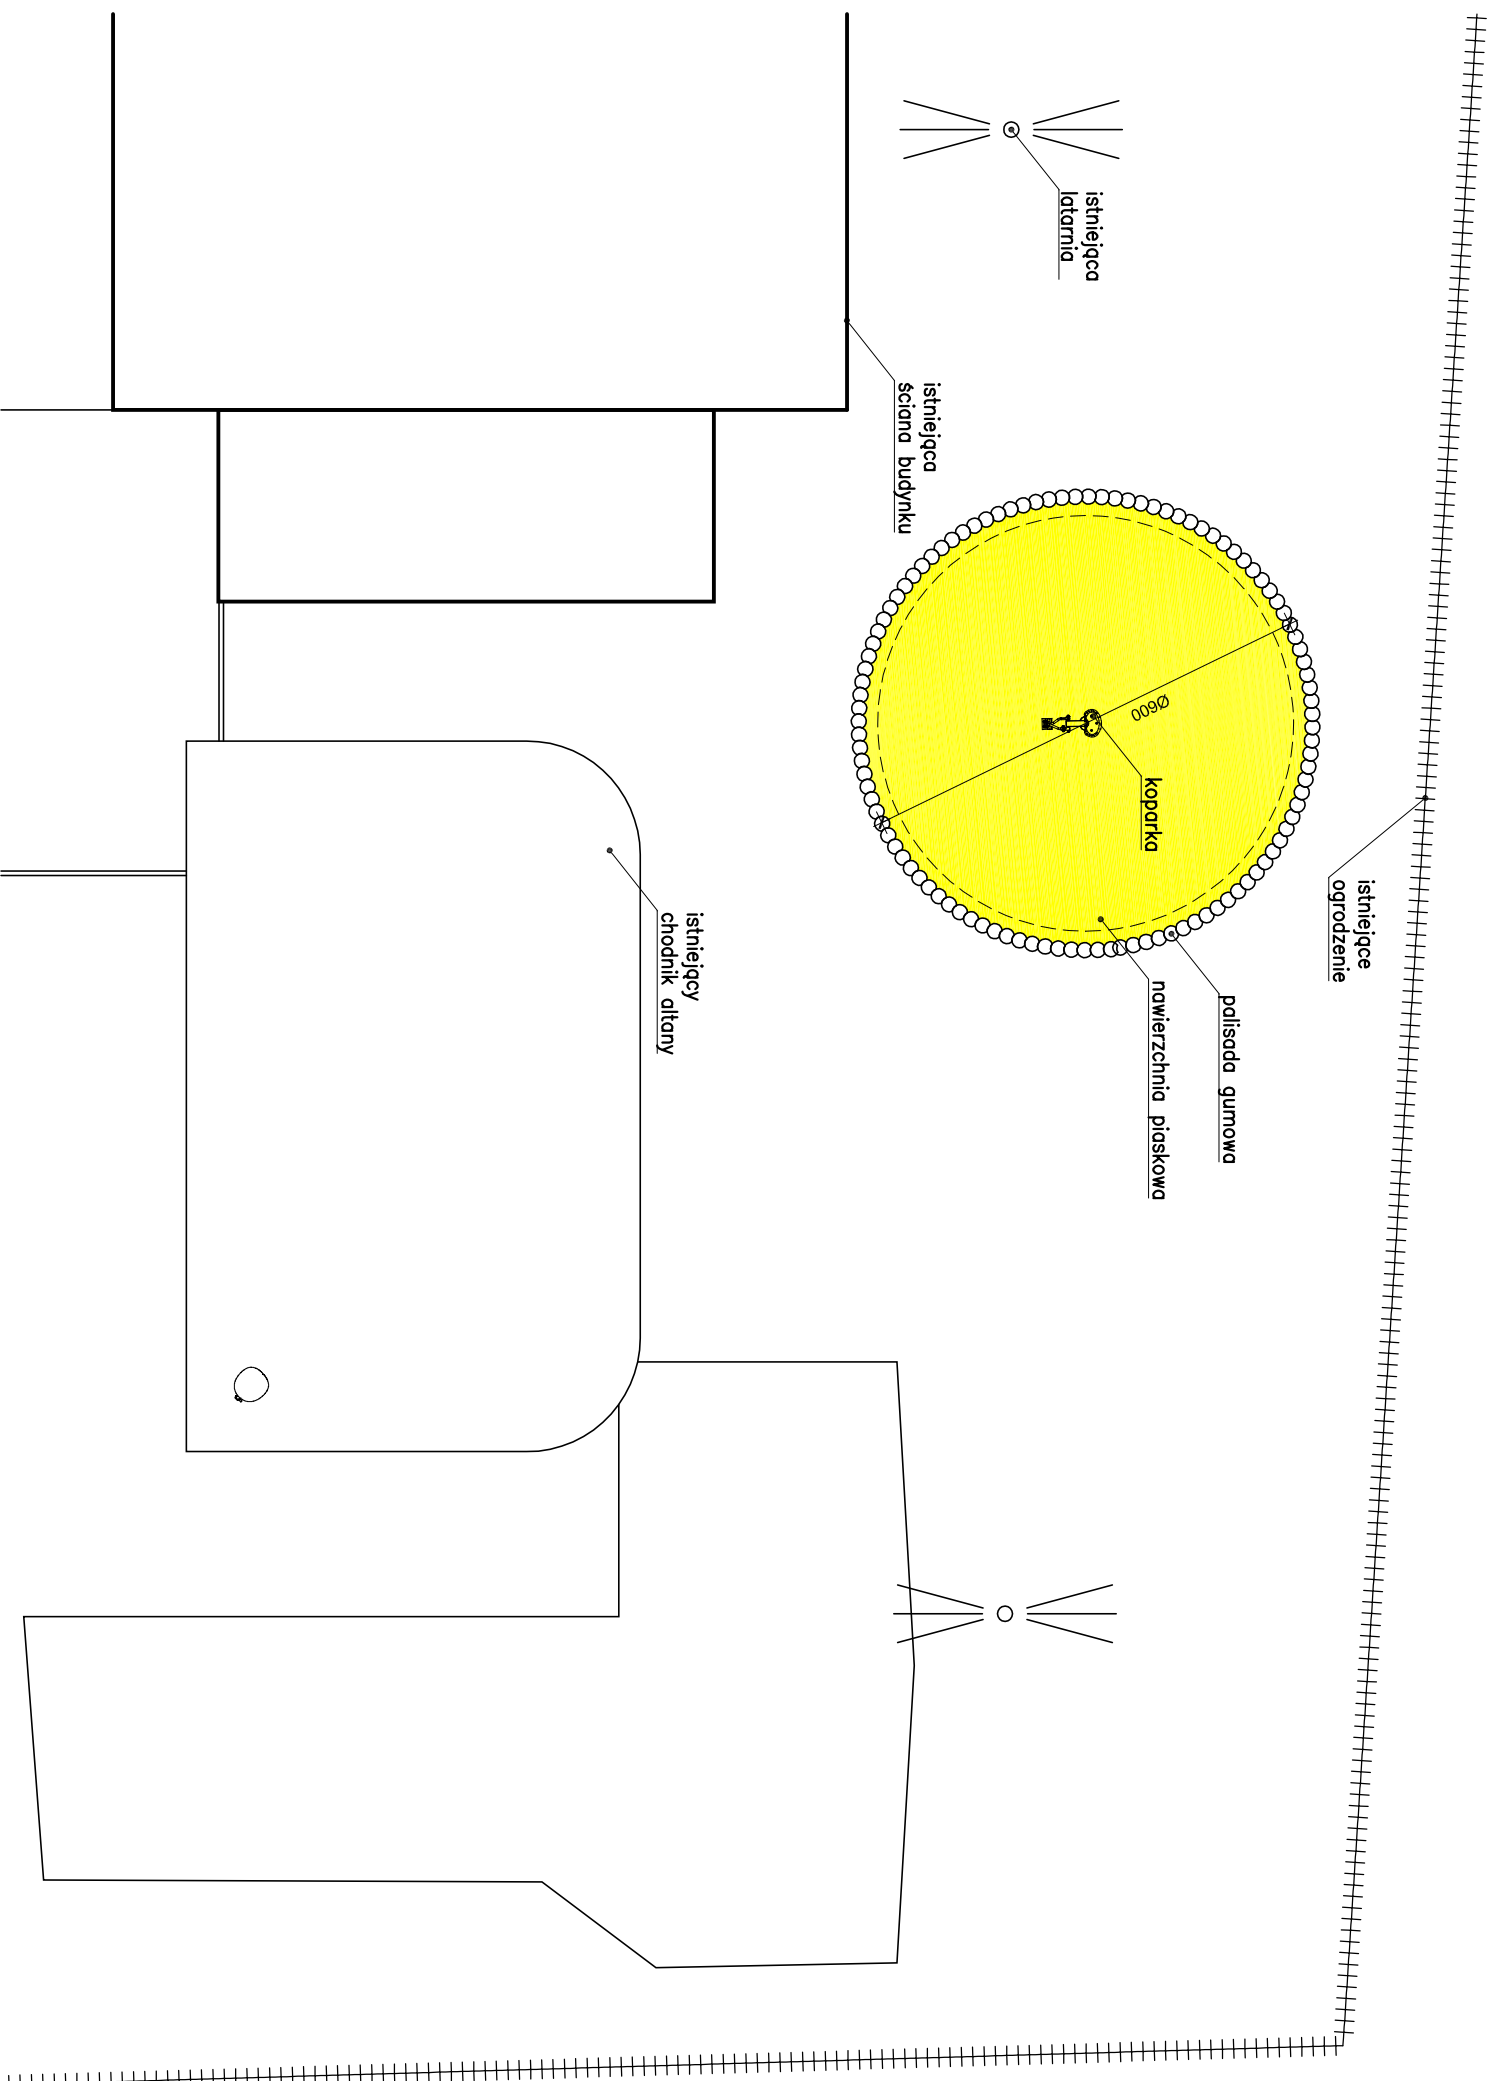 istniejąca
latarnia
istniejąca
ściana budynku
Ø600
koparka
istniejące
ogrodzenie
palisada gumowa
nawierzchnia piaskowa
istniejący
chodnik altany